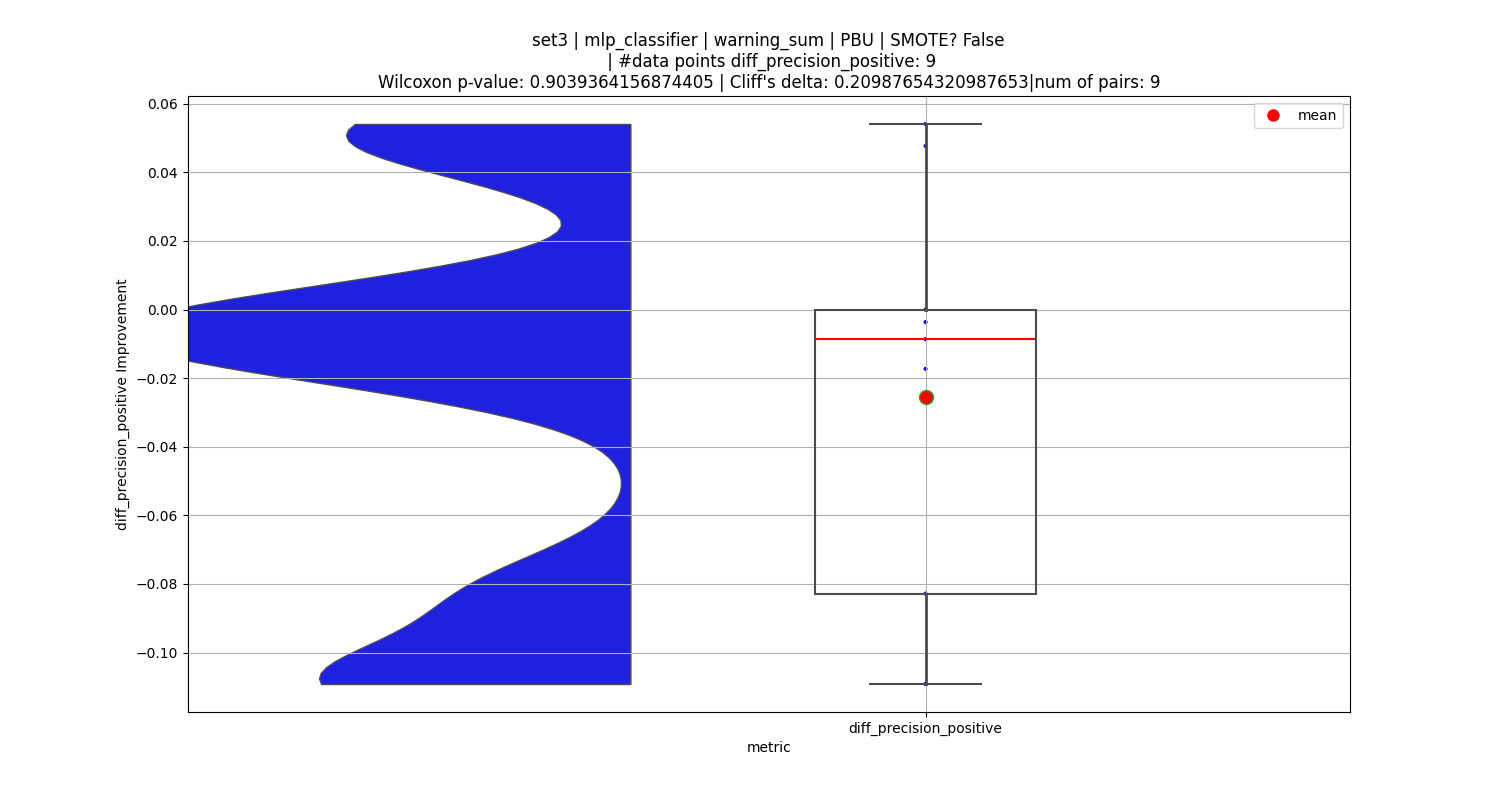 set3 | mlp_classifier | warning_sum | PBU | SMOTE? False
| #data points diff_precision_positive: 9
Wilcoxon p-value: 0.9039364156874405 | Cliff's delta: 0.20987654320987653|num of pairs: 9
mean
0.06
0.04
0.02
0.00
−0.02
−0.04
−0.06
−0.08
−0.10
diff_precision_positive Improvement
diff_precision_positive
metric